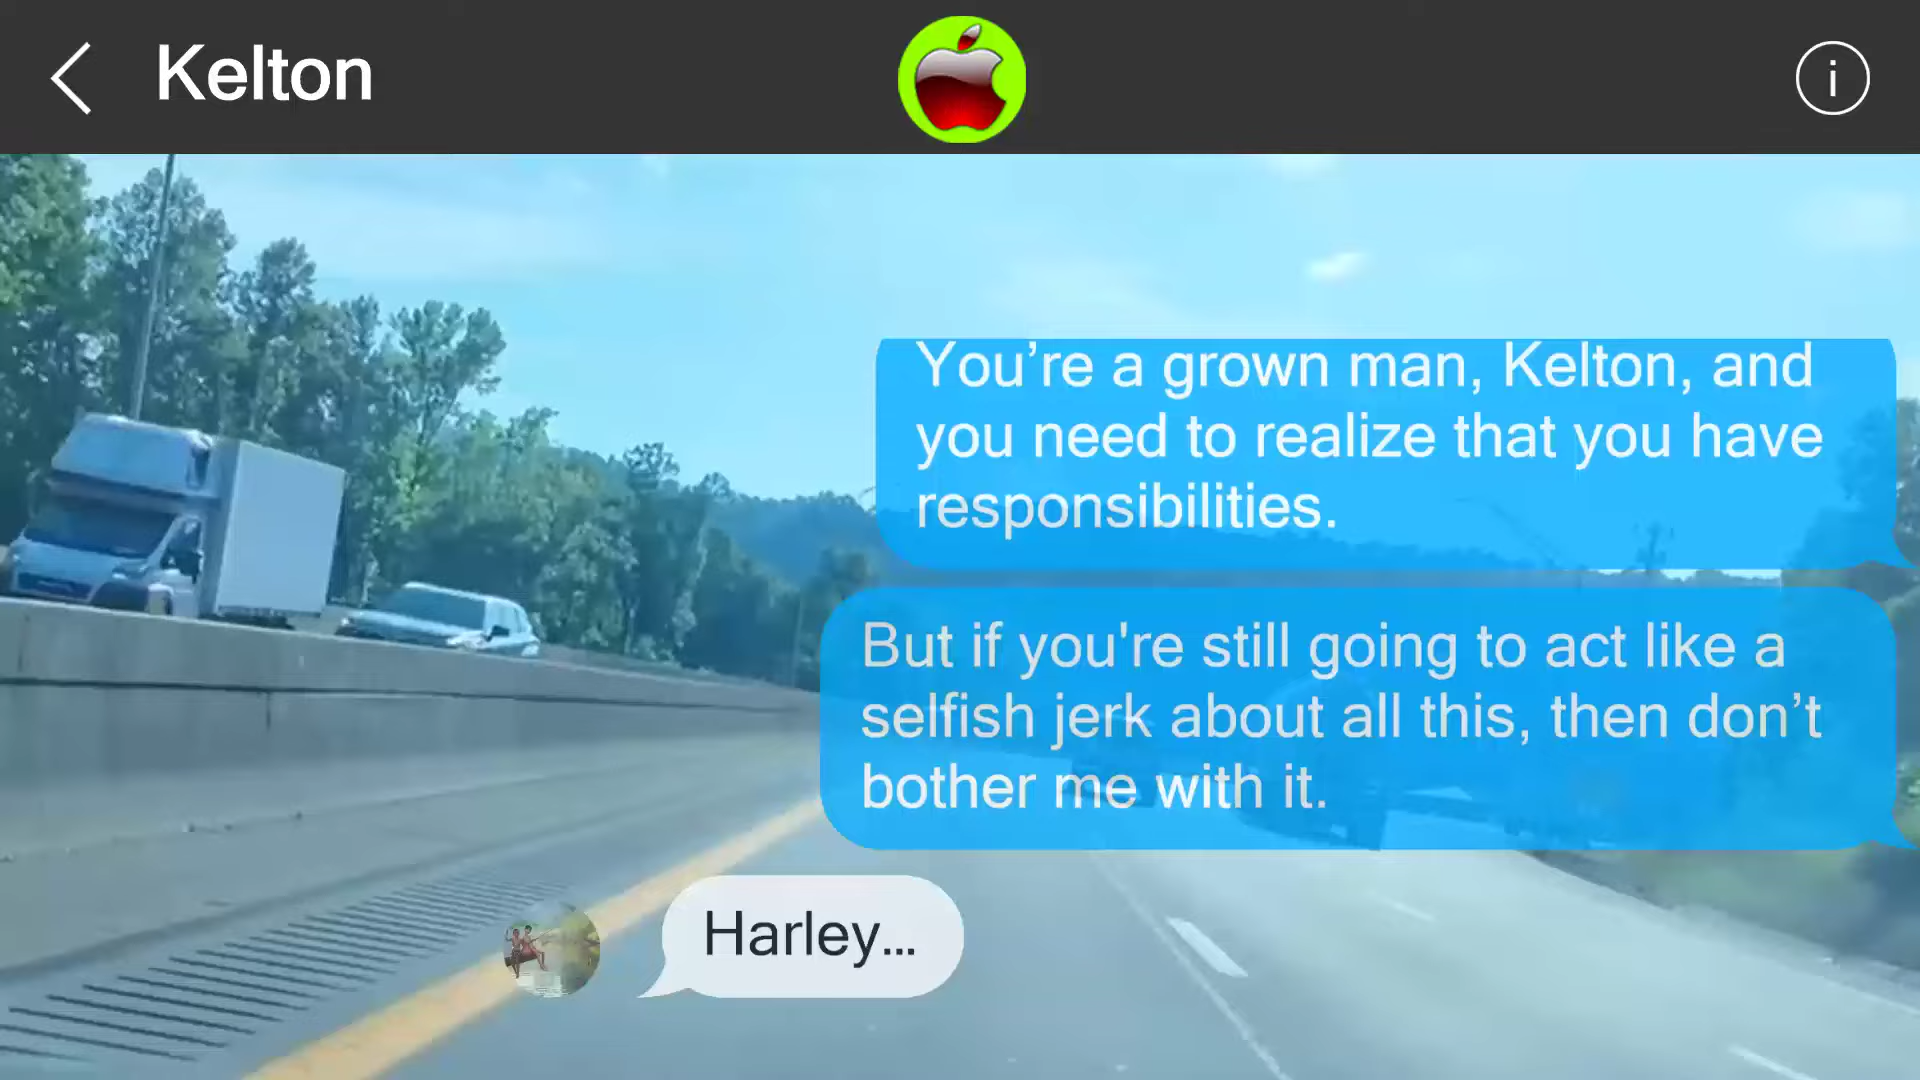 Kelton
i
You’re a grown man, Kelton, and
you need to realize that you have
responsibilities.
But if you're still going to act like a
selfish jerk about all this, then don’t
bother me with it.
Harley...